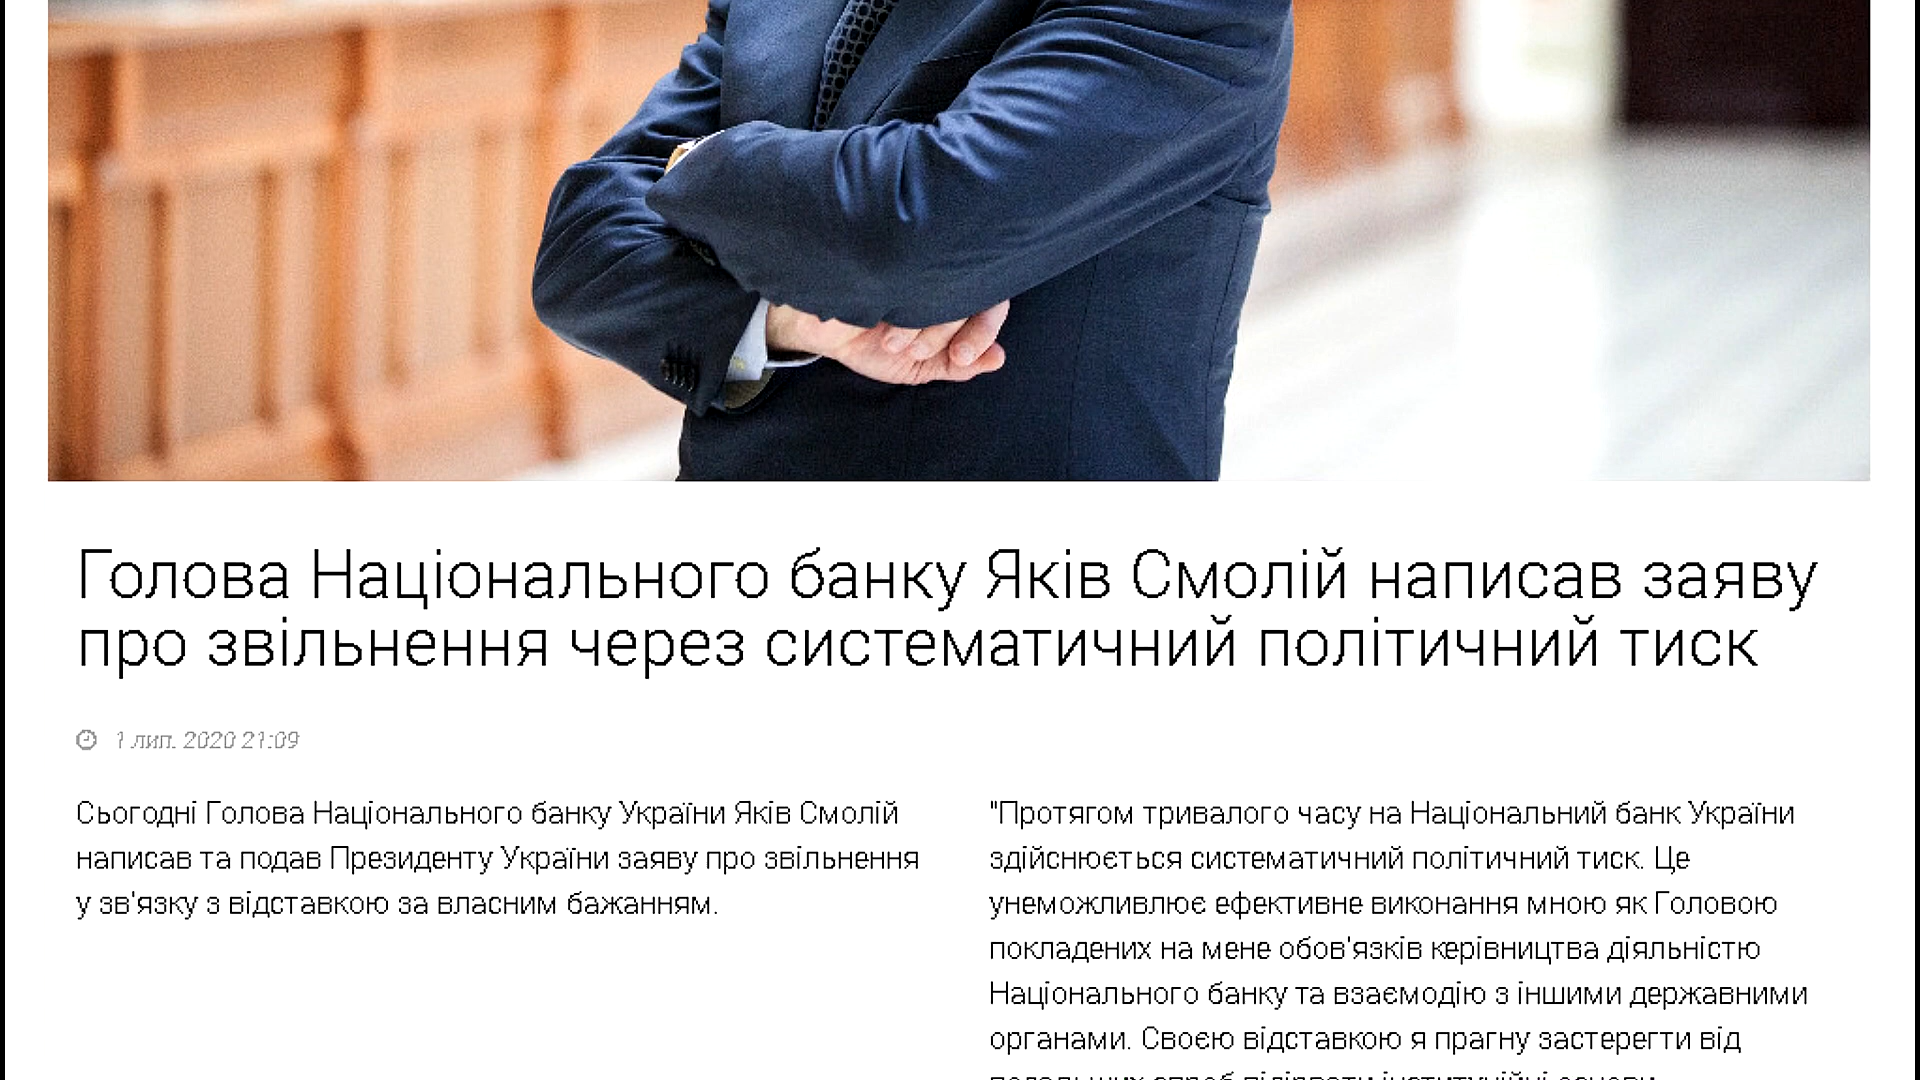 Голова Національного банку Яків Смолій написав заяву
про звільнення через систематичний політичний тиск
1 лип. 2020 21:09
Сьогодні Голова Національного банку України Яків Смолій
написав та подав Президенту України заяву про звільнення
у зв'язку з відставкою за власним бажанням.
"Протягом тривалого часу на Національний банк України
здійснюється систематичний політичний тиск. Це
унеможливлює ефективне виконання мною як Головою
покладених на мене обов'язків керівництва діяльністю
Національного банку та взаємодію з іншими державними
органами. Своєю відставкою я прагну застерегти від